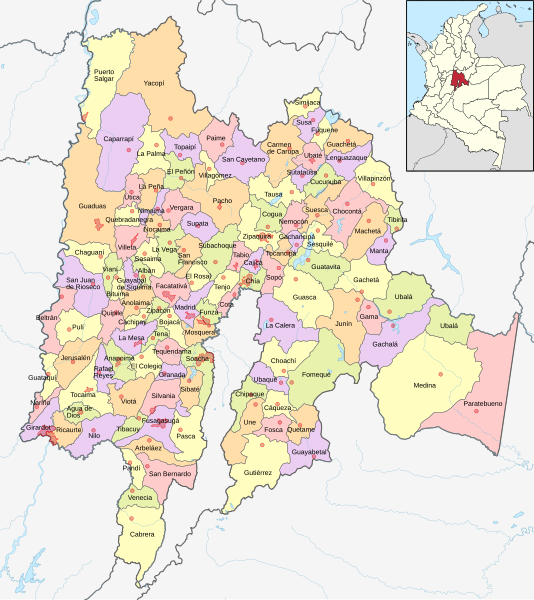 Puerto
Salgar
Yacopí
Simijaca
Susa
Fúquene
Caparrapí
Paime
Carmen
de Carupa
Guachetá
La Palma
Topaipí
San Cayetano
Ubaté
Lenguazaque
El Peñón
Villagómez
Sutatausa
Cucunubá
Villapinzón
La Peña
Tausa
Útica
Pacho
Guaduas
Nimaima
Vergara
Cogua
Suesca
Chocontá
Quebradanegra
Nemocón
Tibirita
Nocaima
Supatá
Zipaquirá
Gachancipá
Machetá
Villeta
La Vega
Subachoque
Sesquilé
Manta
Chaguaní
Sasaima
San
Francisco
Tabio
Tocancipá
Cajicá
Guatavita
Vianí
Albán
El Rosal
Sopó
San Juan
de Rioseco
Guayabal
de Síquima
Facatativá
Tenjo
Chía
Gachetá
Bituima
Guasca
Ubalá
Anolaima
Madrid
Cota
Beltrán
Quipile
Zipacón
Funza
Gama
Pulí
Cachipay
Bojacá
Mosquera
La Calera
Junín
Ubalá
La Mesa
Tena
Gachalá
Tequendama
Jerusalén
Anapoima
Soacha
Choachí
El Colegio
Rafael
Reyes
Granada
Guataquí
Fomeque
Medina
Ubaque
Sibaté
Tocaima
Silvania
Chipaque
Nariño
Viotá
Agua de
Dios
Cáqueza
Paratebueno
Fusagasugá
Une
Girardot
Ricaurte
Nilo
Tibacuy
Pasca
Fosca
Quetame
Arbeláez
Guayabetal
Pandi
San Bernardo
Gutiérrez
Venecia
Cabrera